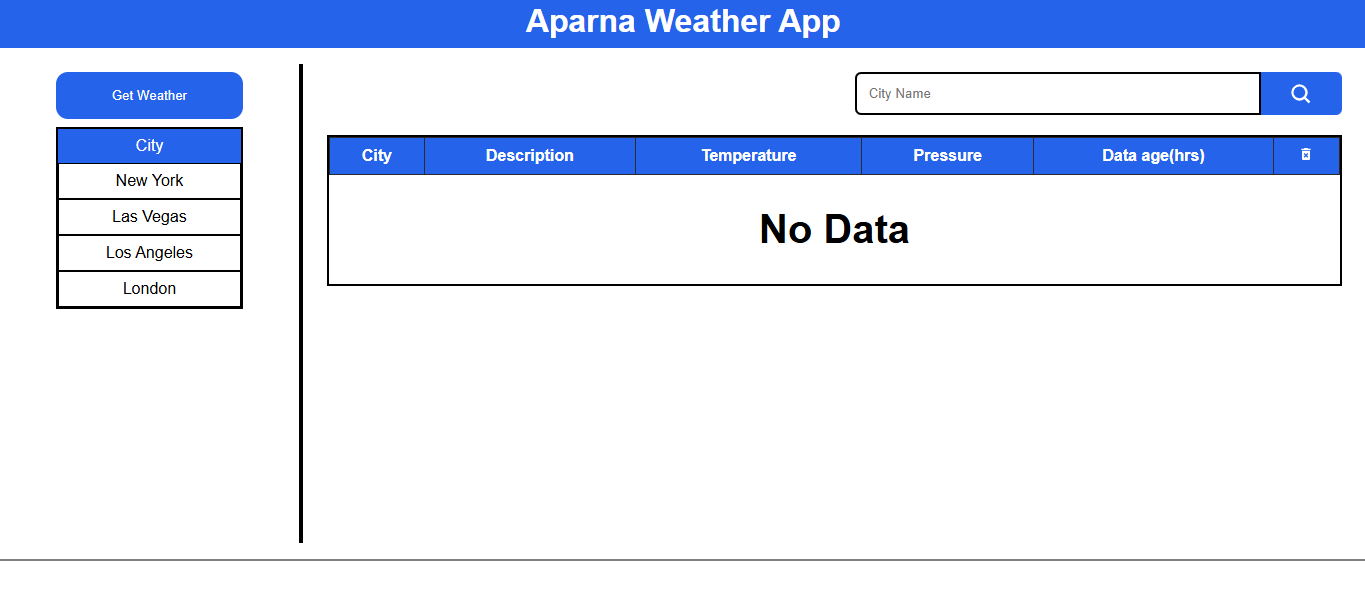 Aparna Weather App
Get Weather
City
New York
Las Vegas
Los Angeles
London
City Name
City Description Temperature Pressure Data age(hrs)
No Data